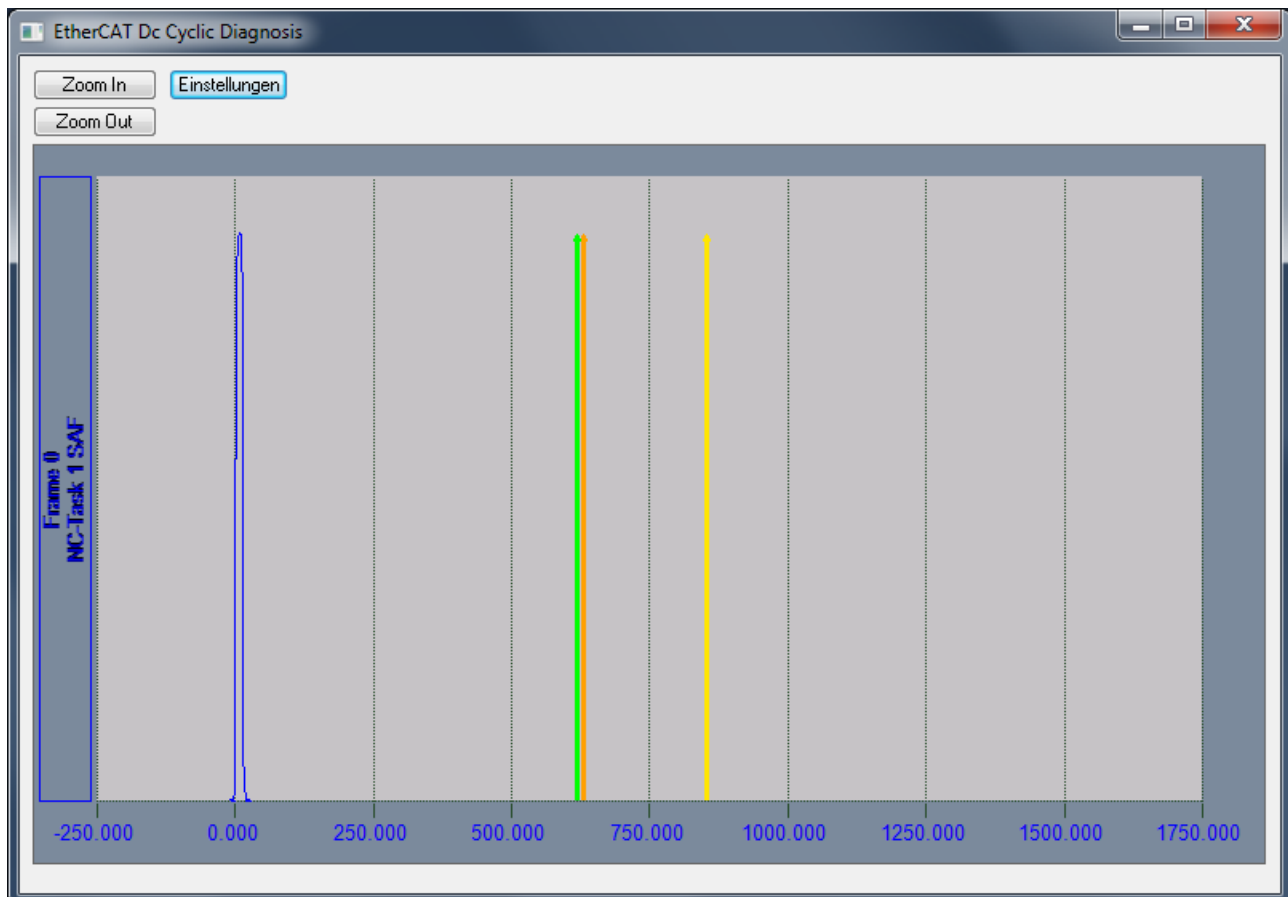 EtherCAT Dc Cyclic Diagnosis
Zoom In
Einstellungen
Zoom Out
Frame 0
NC-Task 1 SAF
-250.000
0.000
250.000
500.000
750.000
1000.000
1250.000
1500.000
1750.000